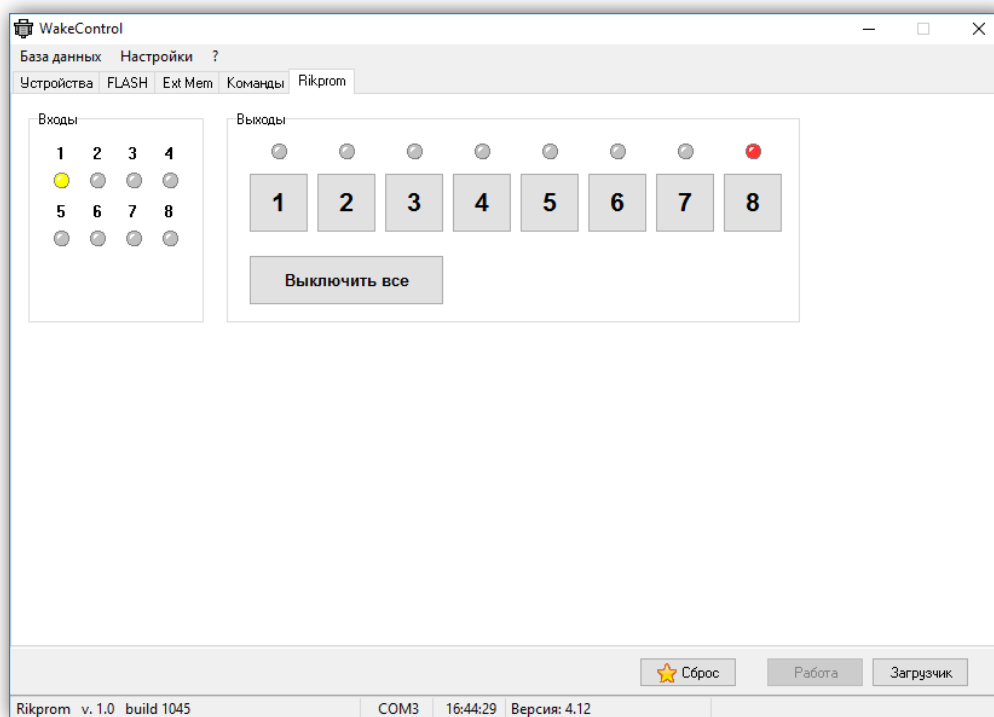 WakeControl
База данных Настройки ?
Устройства FLASH Ext Mem Команды Rikprom
Входы
1 2 3 4
5 6 7 8
Выходы
1 2 3 4 5 6 7 8
Выключить все
Сброс Работа Загрузчик
Rikprom v. 1.0 build 1045 COM3 16:44:29 Версия: 4.12